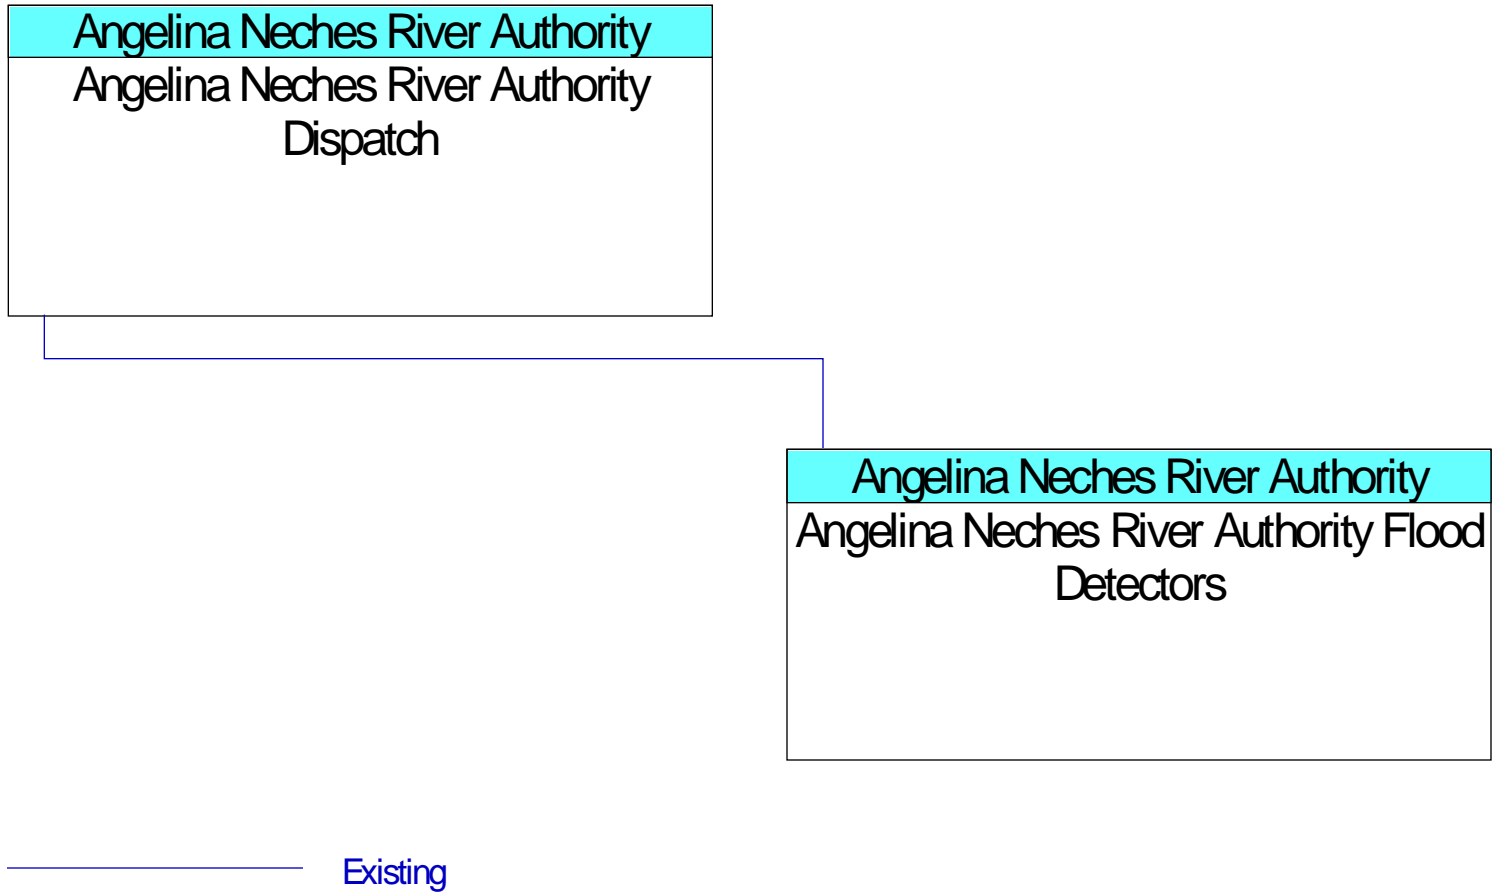 Angelina Neches River Authority
Angelina Neches River Authority
Dispatch
Angelina Neches River Authority
Angelina Neches River Authority Flood
Detectors
Existing